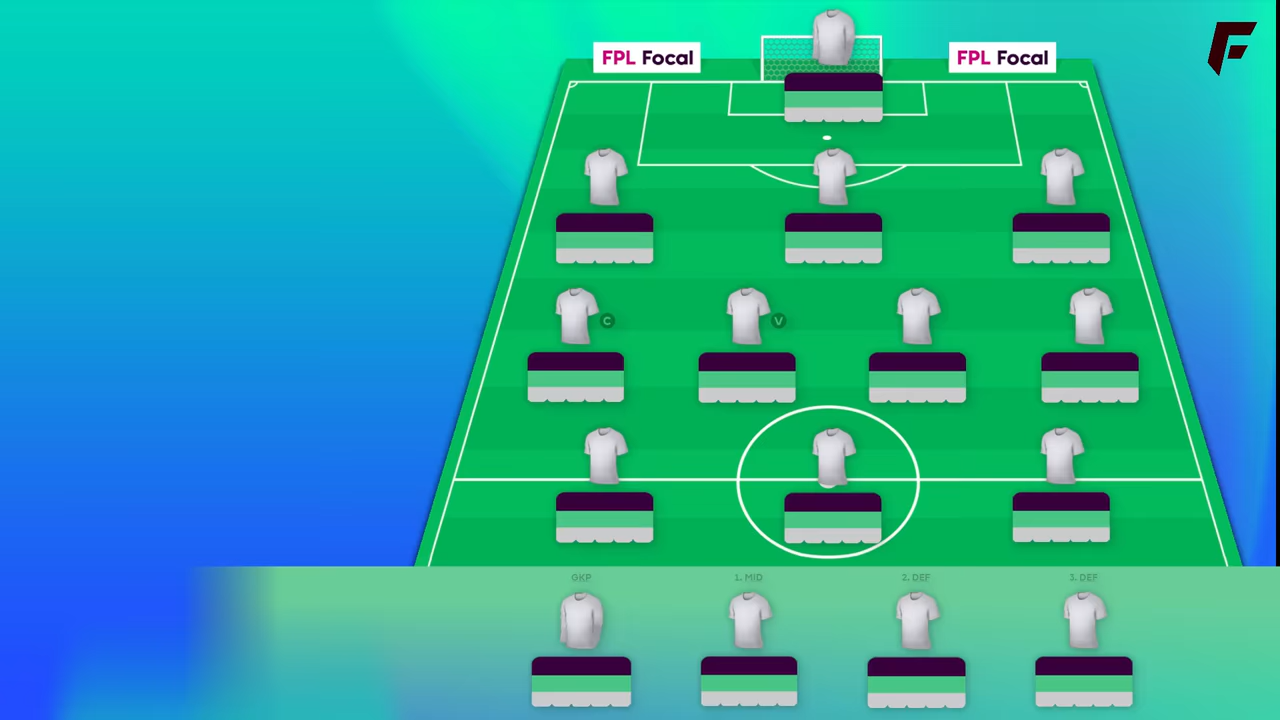 FPL Focal
FPL Focal
C
V
GKP
1. MID
2. DEF
3. DEF